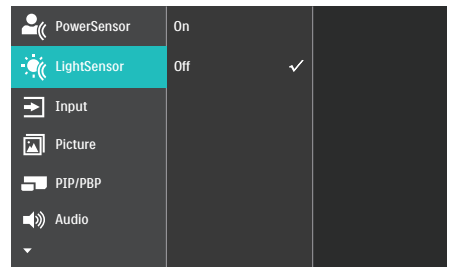 PowerSensor
On
LightSensor
Off
Input
Picture
PIP/PBP
Audio